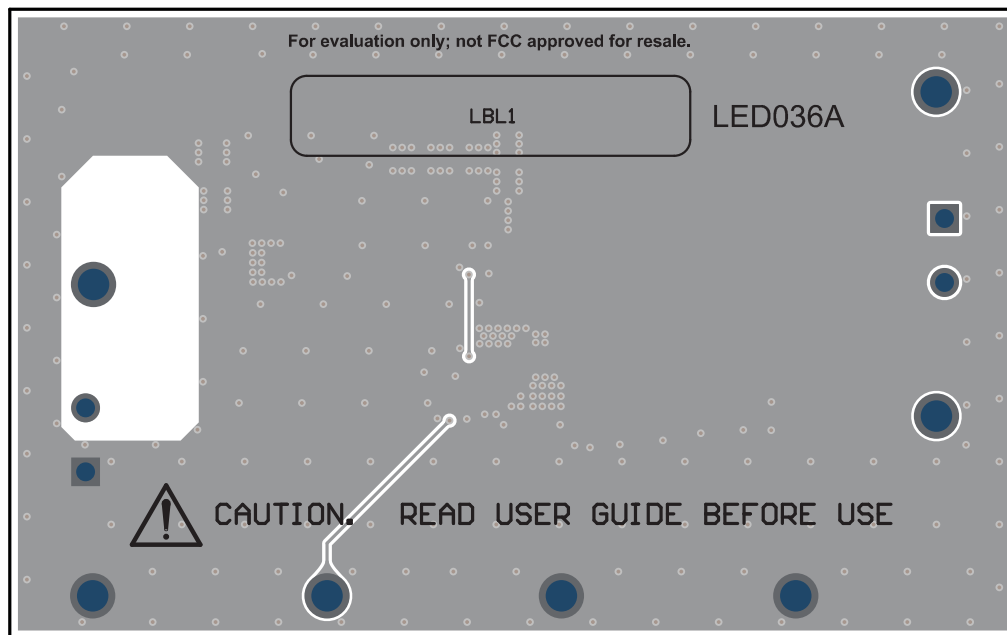 For evaluation only; not FCC approved for resale.
LBL1
LED036A
CAUTION. READ USER GUIDE BEFORE USE